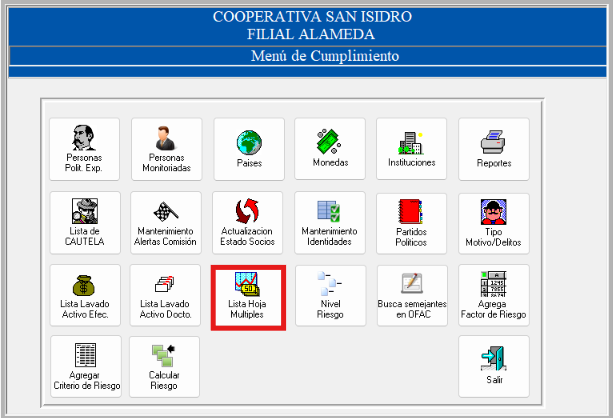 COOPERATIVA SAN ISIDRO
FILIAL ALAMEDA
Menú de Cumplimiento
Personas
Polit. Exp.
Personas
Monitoriadas
Paises
Monedas
Instituciones
Reportes
Lista de
CAUTELA
Mantenimiento
Alertas Comisión
Actualizacion
Estado Socios
Mantenimiento
Identidades
Partidos
Politicos
Tipo
Motivo/Delitos
Lista Lavado
Activo Efec.
Lista Lavado
Activo Docto.
50
Lista Hoja
Multiples
Nivel
Riesgo
Busca semejantes
en OFAC
A
Agrega
Factor de Riesgo
Agregar
Criterio de Riesgo
Calcular
Riesgo
Salir